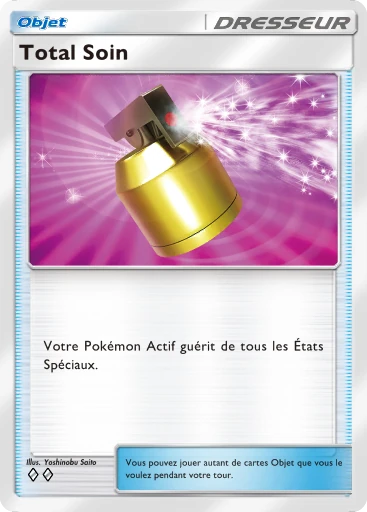 Objet
DRESSEUR
Total Soin
Votre Pokémon Actif guérit de tous les États
Spéciaux.
Illus. Yoshinobu Saito
Vous pouvez jouer autant de cartes Objet que vous le
voulez pendant votre tour.